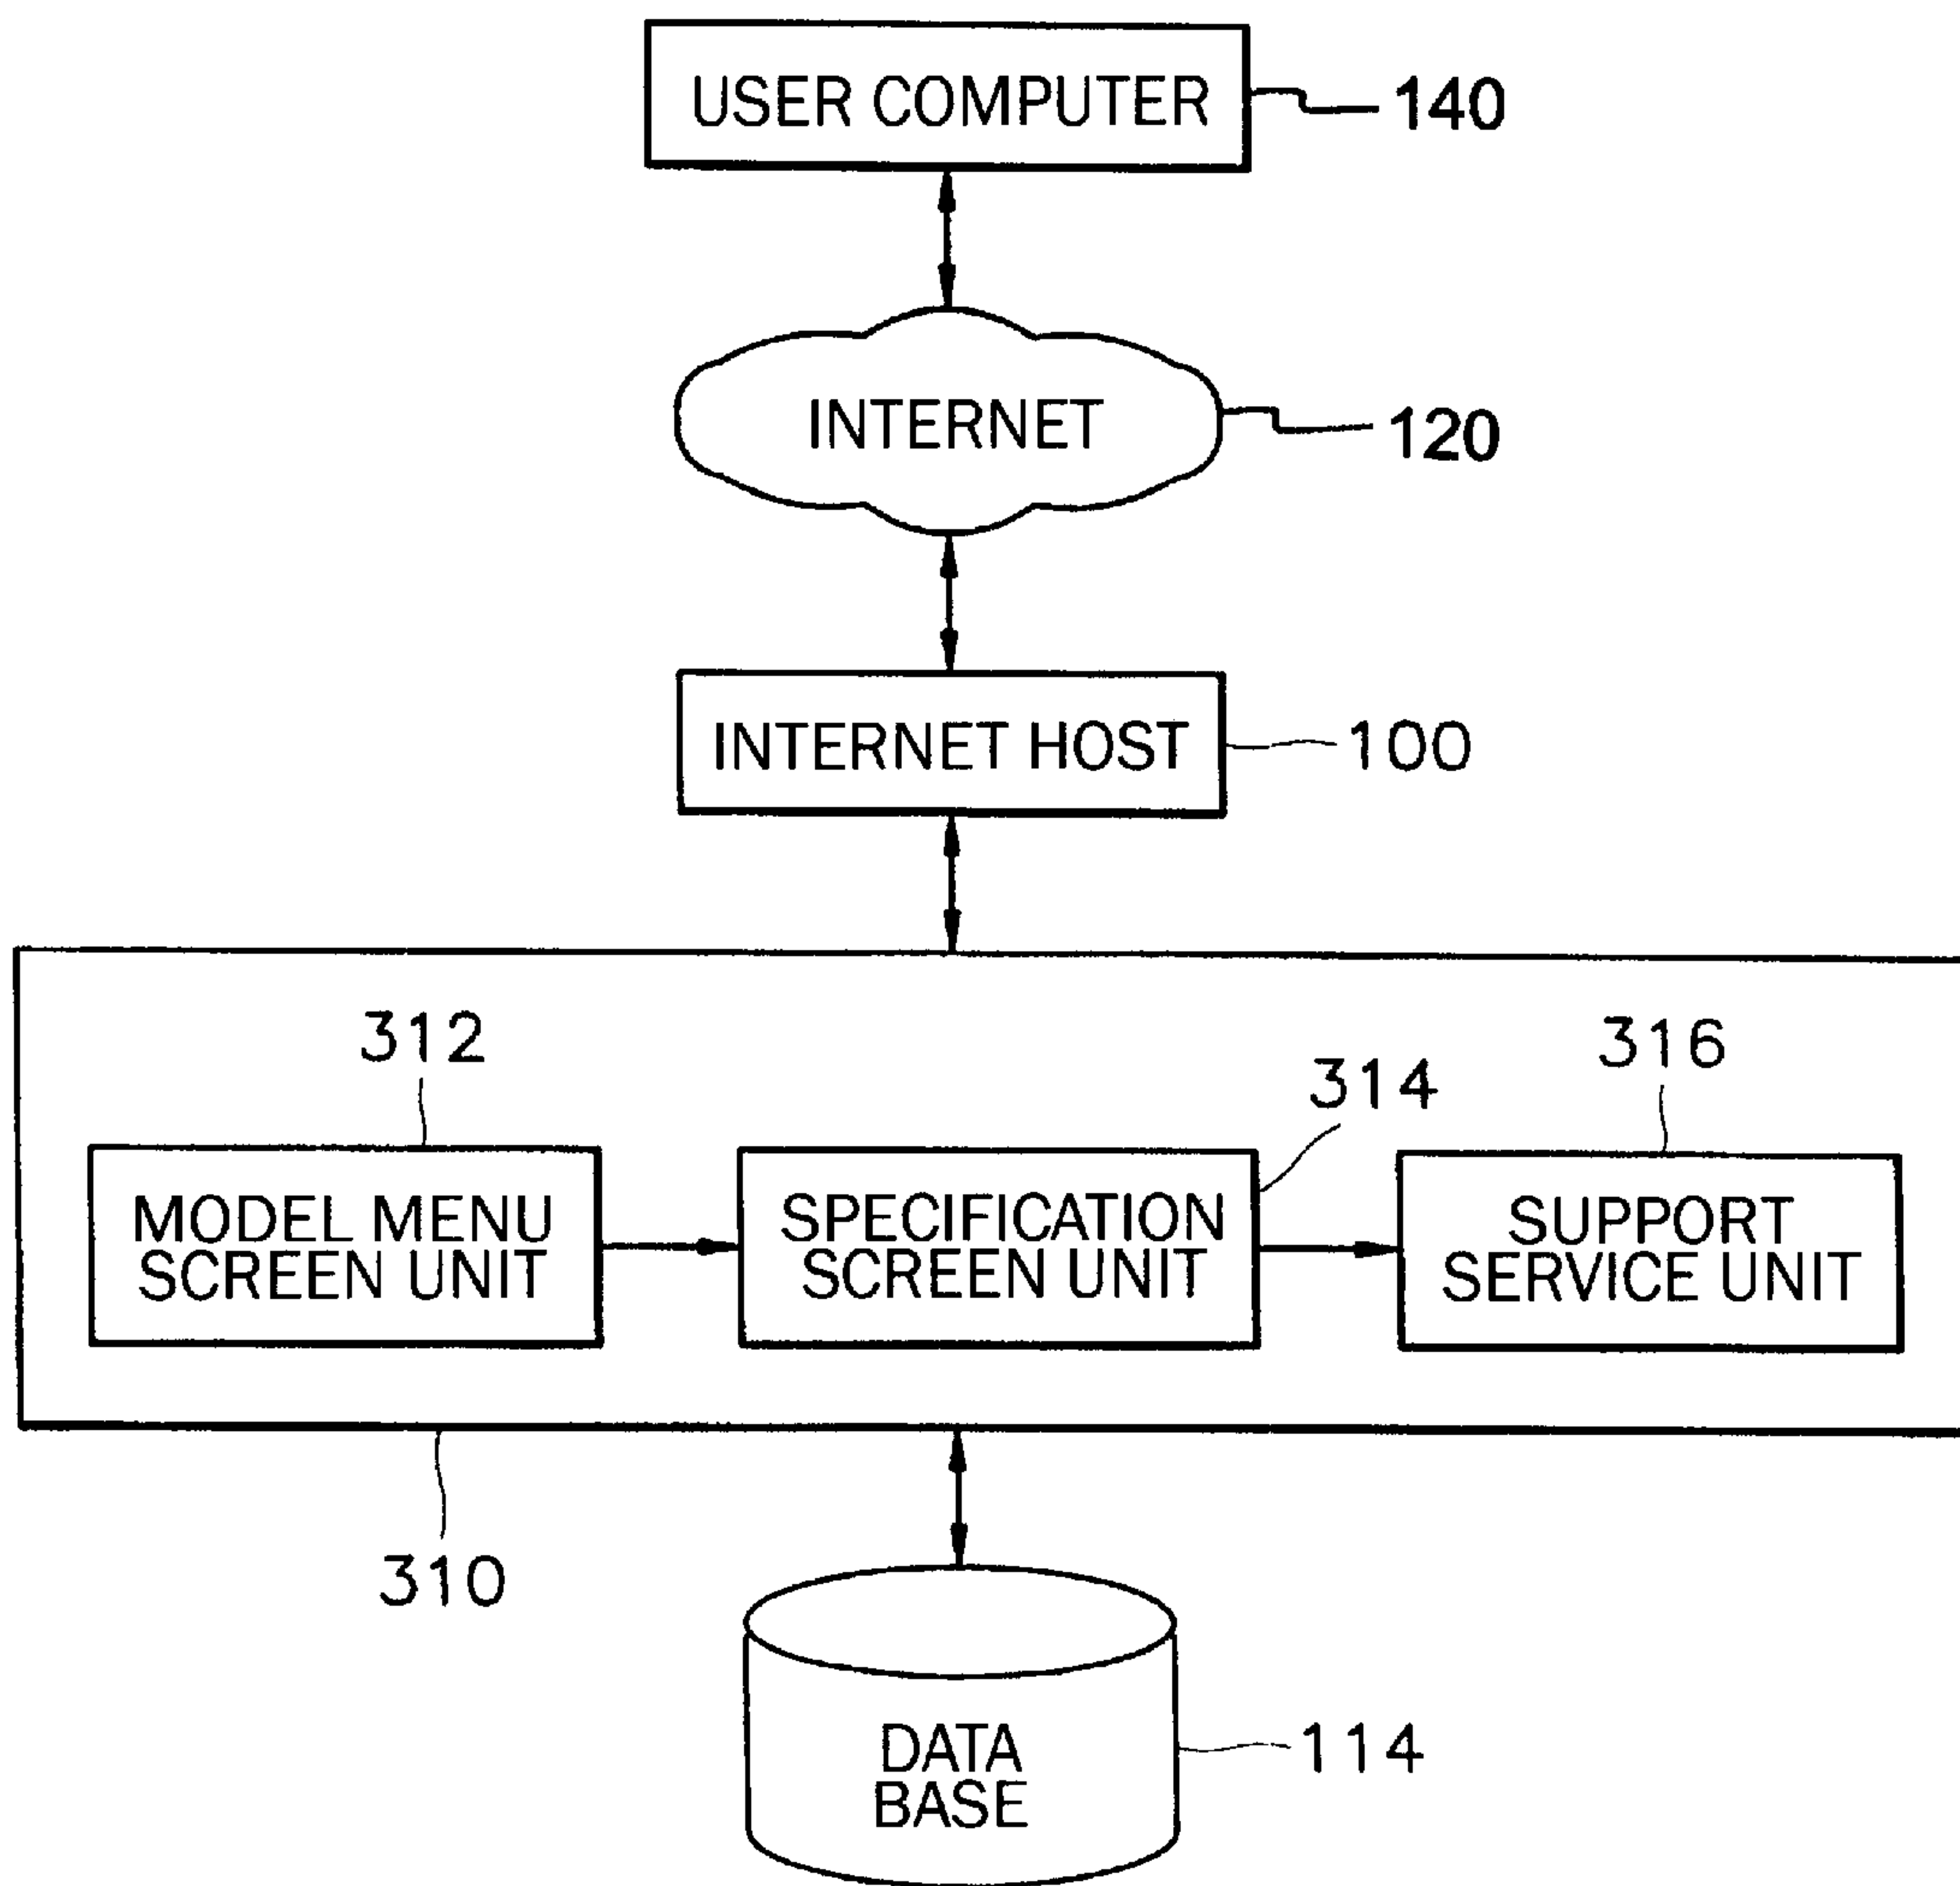 USER COMPUTER
140
INTERNET
120
INTERNET HOST
100
312
314
316
MODEL MENU
SCREEN UNIT
SPECIFICATION
SCREEN UNIT
SUPPORT
SERVICE UNIT
310
DATA
BASE
114